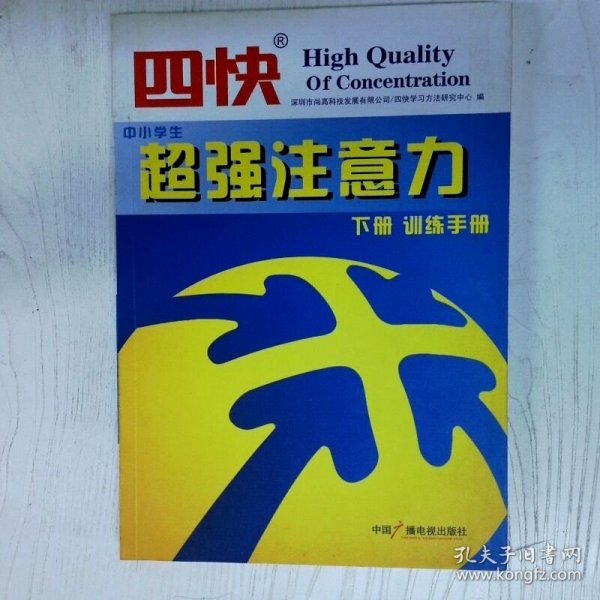 四快®
High Quality
Of Concentration
深圳市尚高科技发展有限公司/四快学习方法研究中心 编
中小学生
超强注意力
下册 训练手册
中国广播电视出版社
孔夫子旧书网
www.kongfz.com